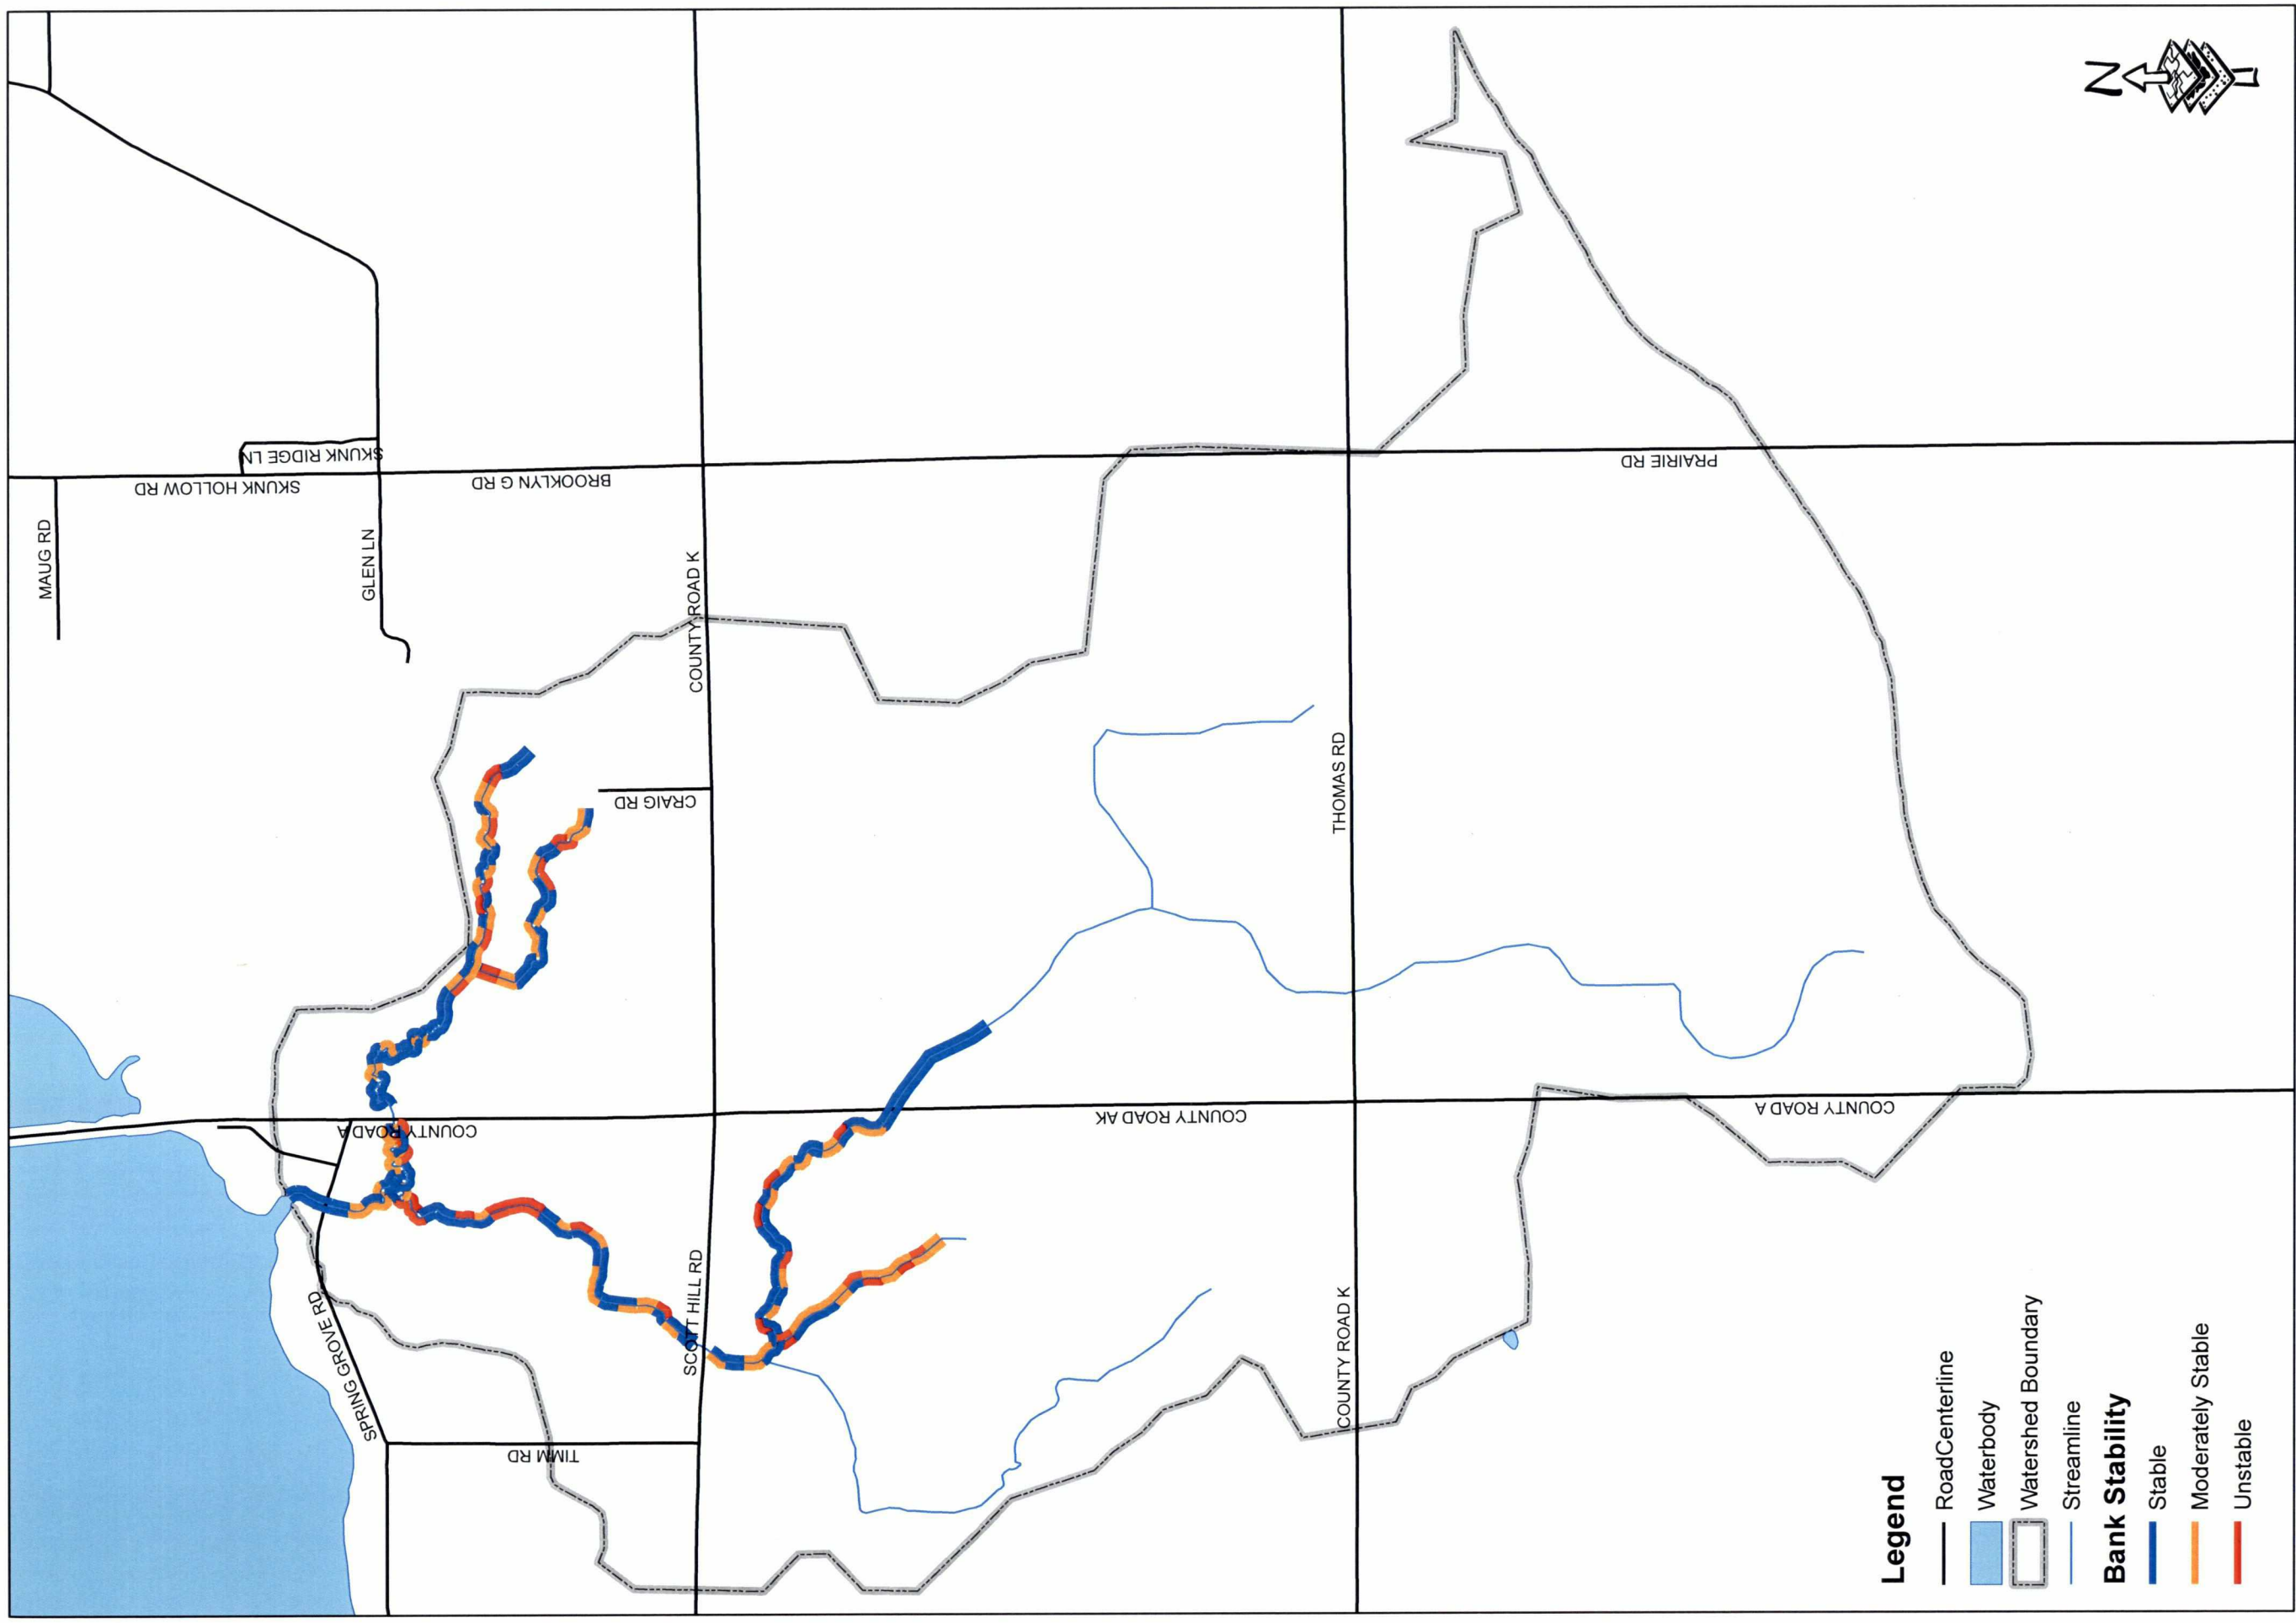 MAUG RD
SKUNK HOLLOW RD
SKUNK RIDGE LN
GLEN LN
BROOKLYN G RD
COUNTY ROAD K
CRAIG RD
PRAIRIE RD
THOMAS RD
COUNTY ROAD A
SPRING GROVE RD
TIMM RD
SCOTT HILL RD
COUNTY ROAD AK
COUNTY ROAD K
COUNTY ROAD A
N
Legend
RoadCenterline
Waterbody
Watershed Boundary
Streamline
Bank Stability
Stable
Moderately Stable
Unstable